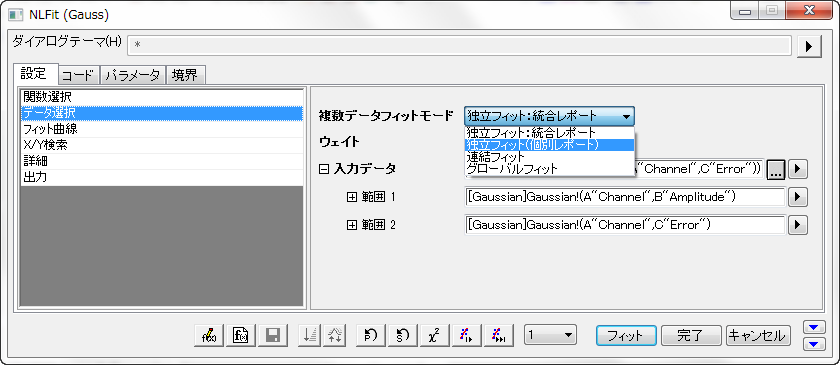 NLFit (Gauss)
ダイアログテーマ(H) *
設定 コード パラメータ 境界
関数選択
データ選択
フィット曲線
X/Y検索
詳細
出力
複数データフィットモード 独立フィット:統合レポート
独立フィット:統合レポート
ウェイト
独立フィット(個別レポート)
連結フィット
グローバルフィット
入力データ A"Channel",C"Error")) ...
範囲 1 [Gaussian]Gaussian!(A"Channel",B"Amplitude")
範囲 2 [Gaussian]Gaussian!(A"Channel",C"Error")
1 フィット 完了 キャンセル